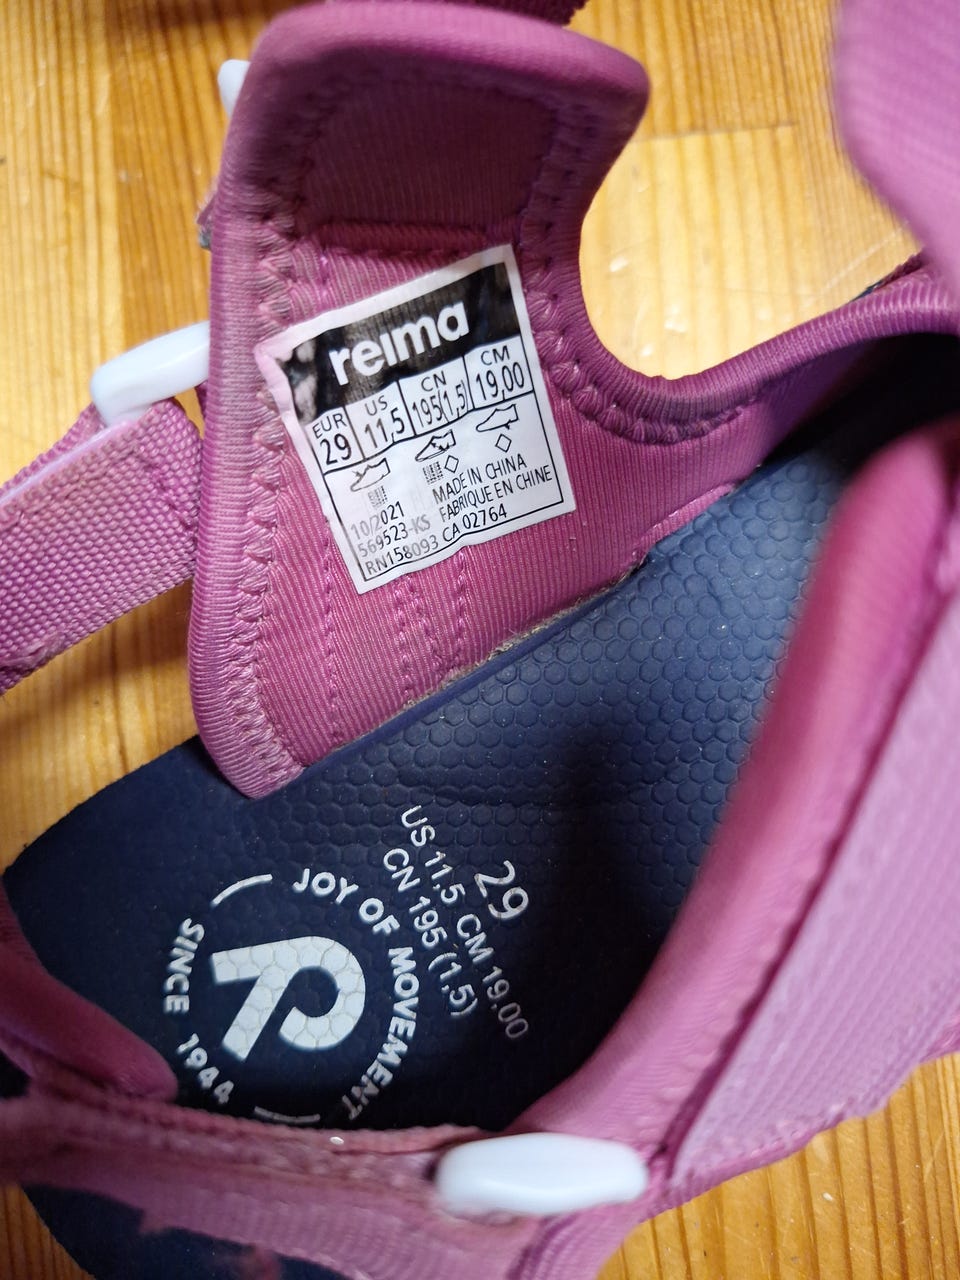 reima
EUR US CN CM
29 11,5 195(1,5) 19,00
MADE IN CHINA
FABRIQUE EN CHINE
10/2021
569523-KS
RN158093 CA 02764
29
US 11.5 CM 19.00
CN 195 (1,5)
JOY OF MOVEMENT
SINCE 1944
R